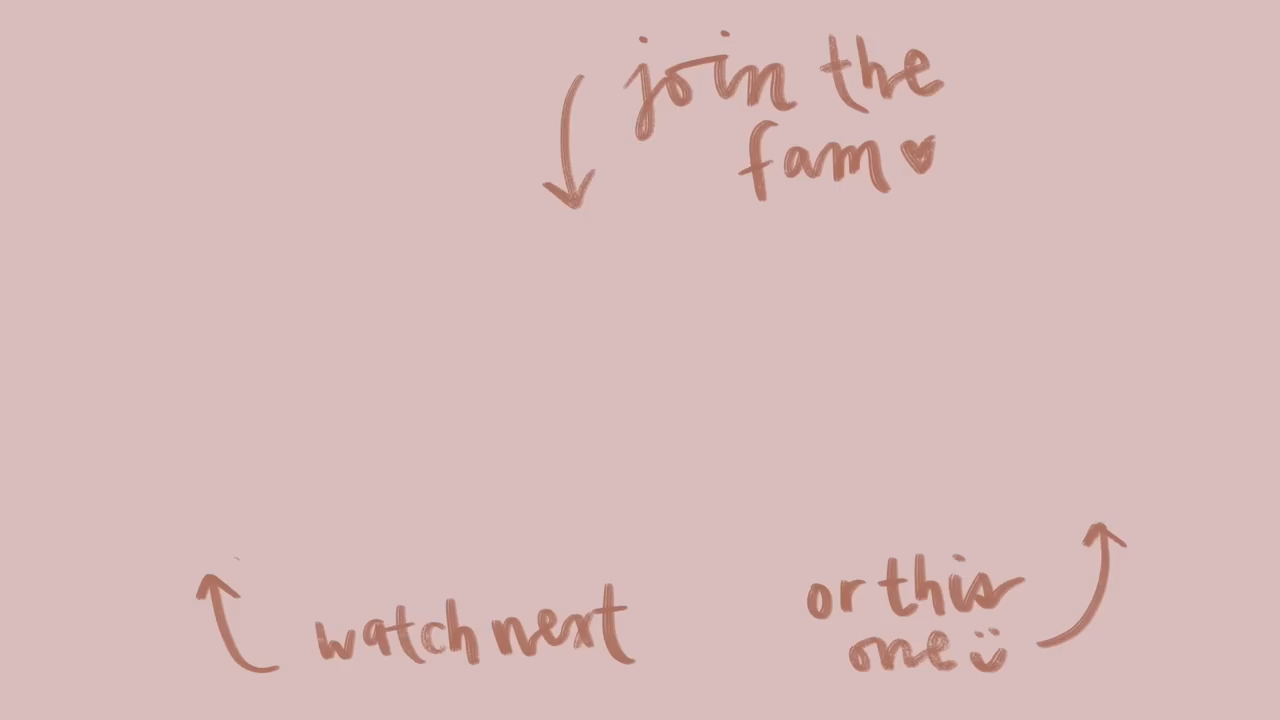 join the
fam
watch next
or this
one